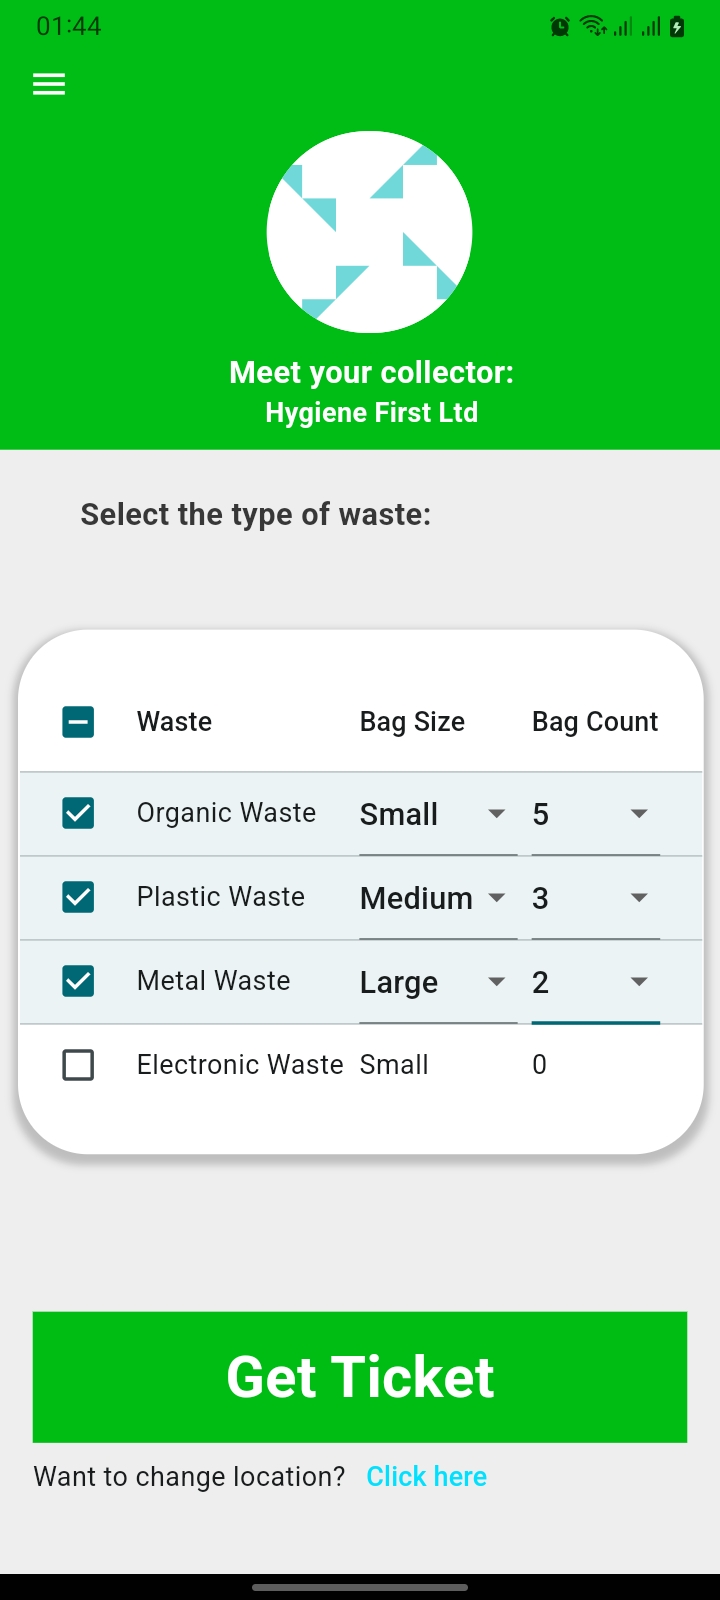 01:44
Meet your collector:
Hygiene First Ltd
Select the type of waste:
Waste Bag Size Bag Count
Organic Waste Small 5
Plastic Waste Medium 3
Metal Waste Large 2
Electronic Waste Small 0
Get Ticket
Want to change location? Click here